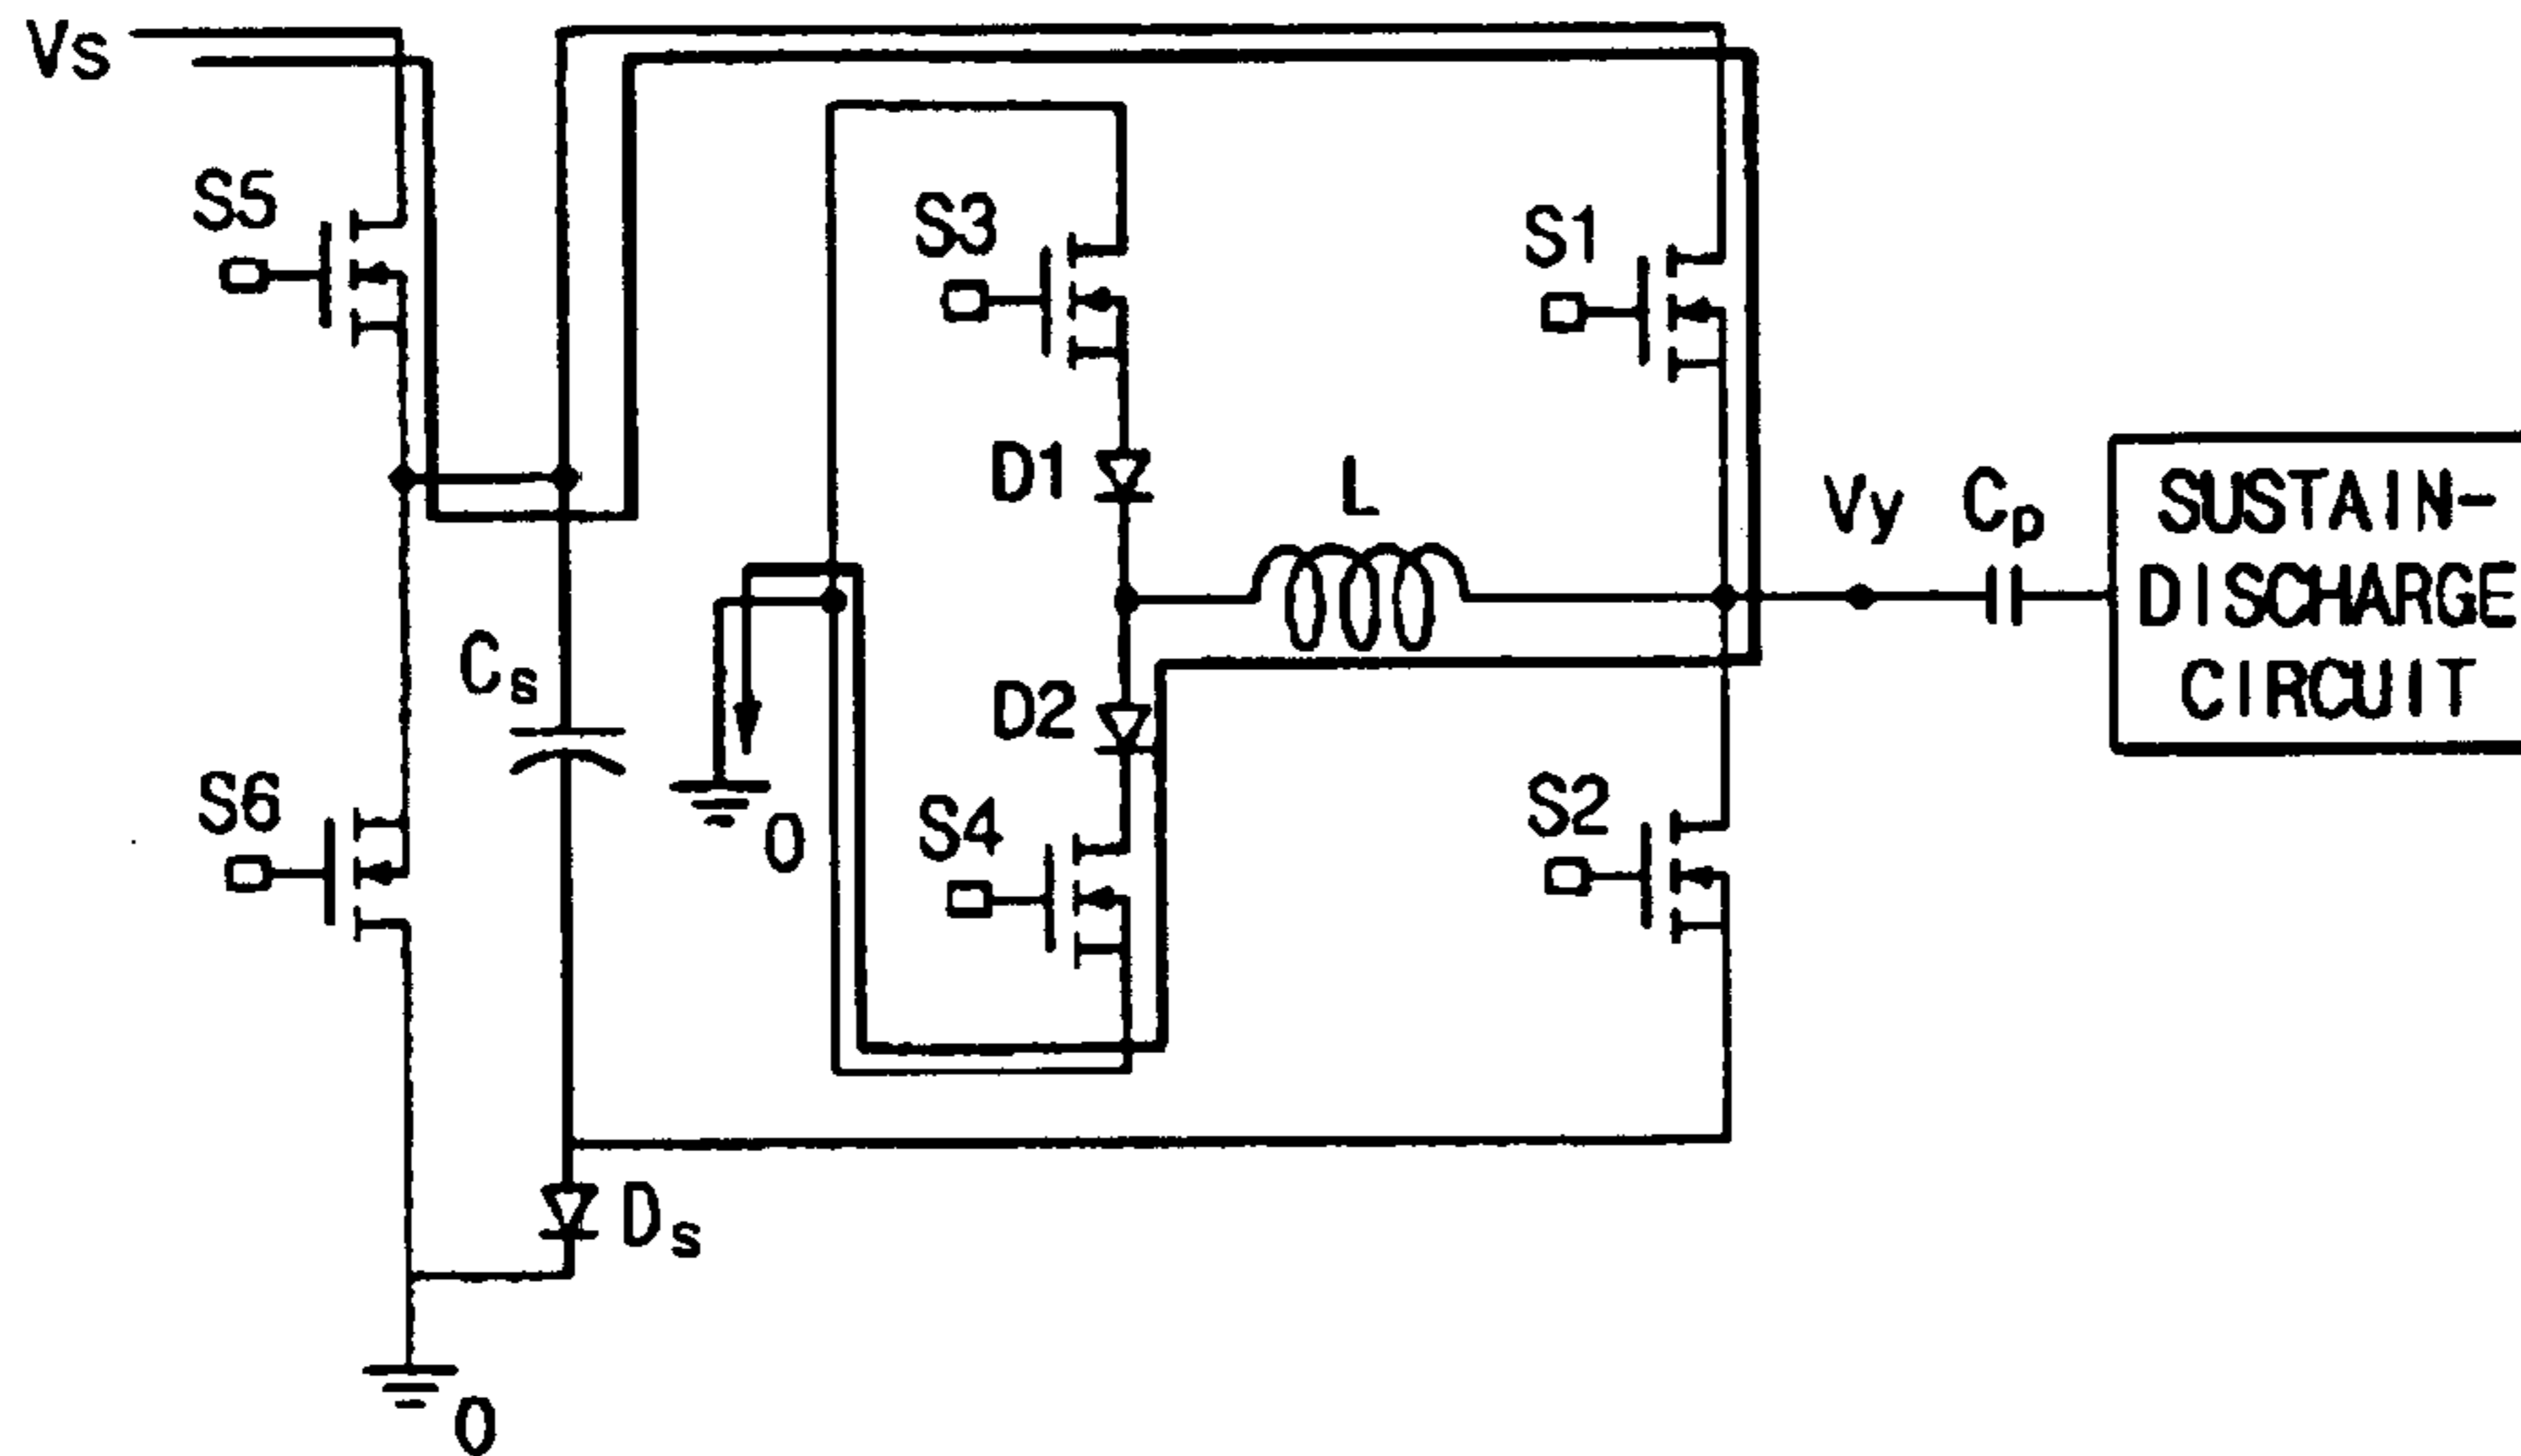 Vs
S5
S3
S1
D1
L
Vy
Cp
SUSTAIN-
DISCHARGE
CIRCUIT
Cs
D2
S6
S4
S2
0
Ds
0